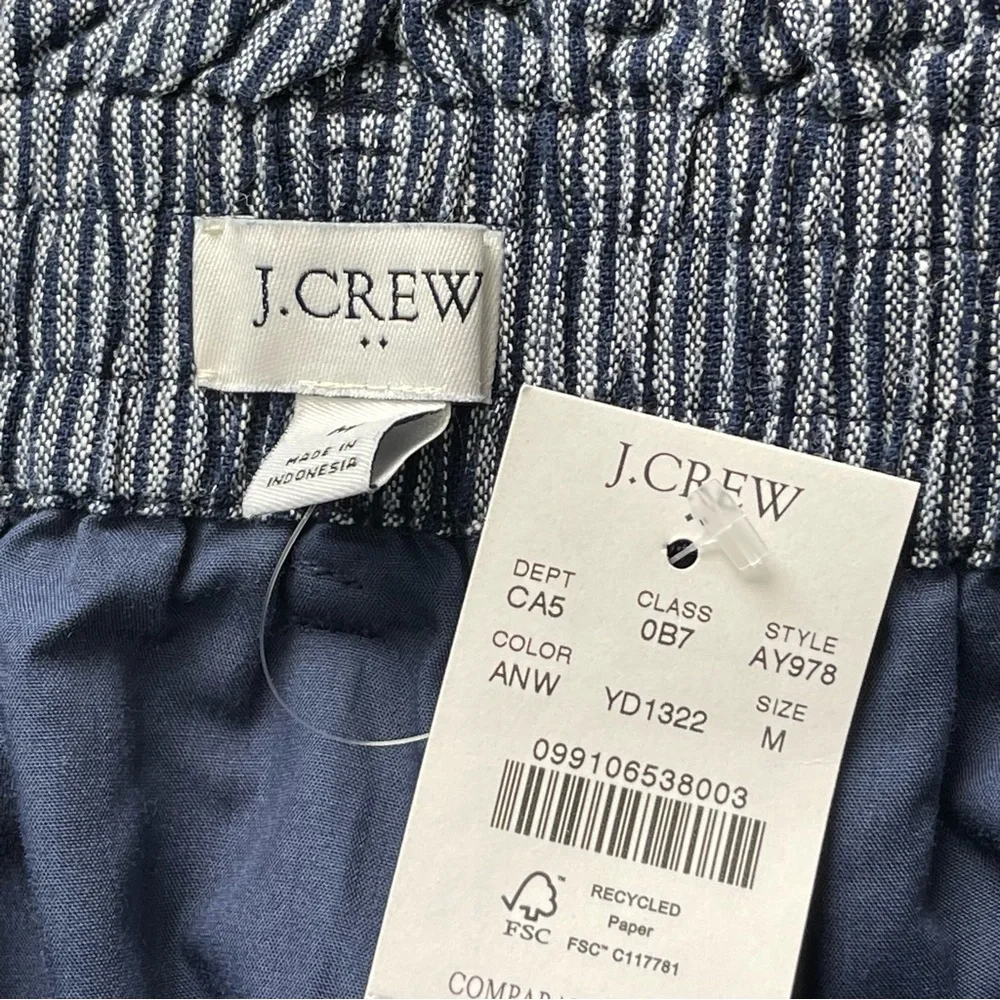 J.CREW
MADE IN
INDONESIA
J.CREW
DEPT CLASS STYLE
CA5 0B7 AY978
COLOR SIZE
ANW YD1322 M
099106538003
FSC™
RECYCLED
Paper
FSC™ C117781